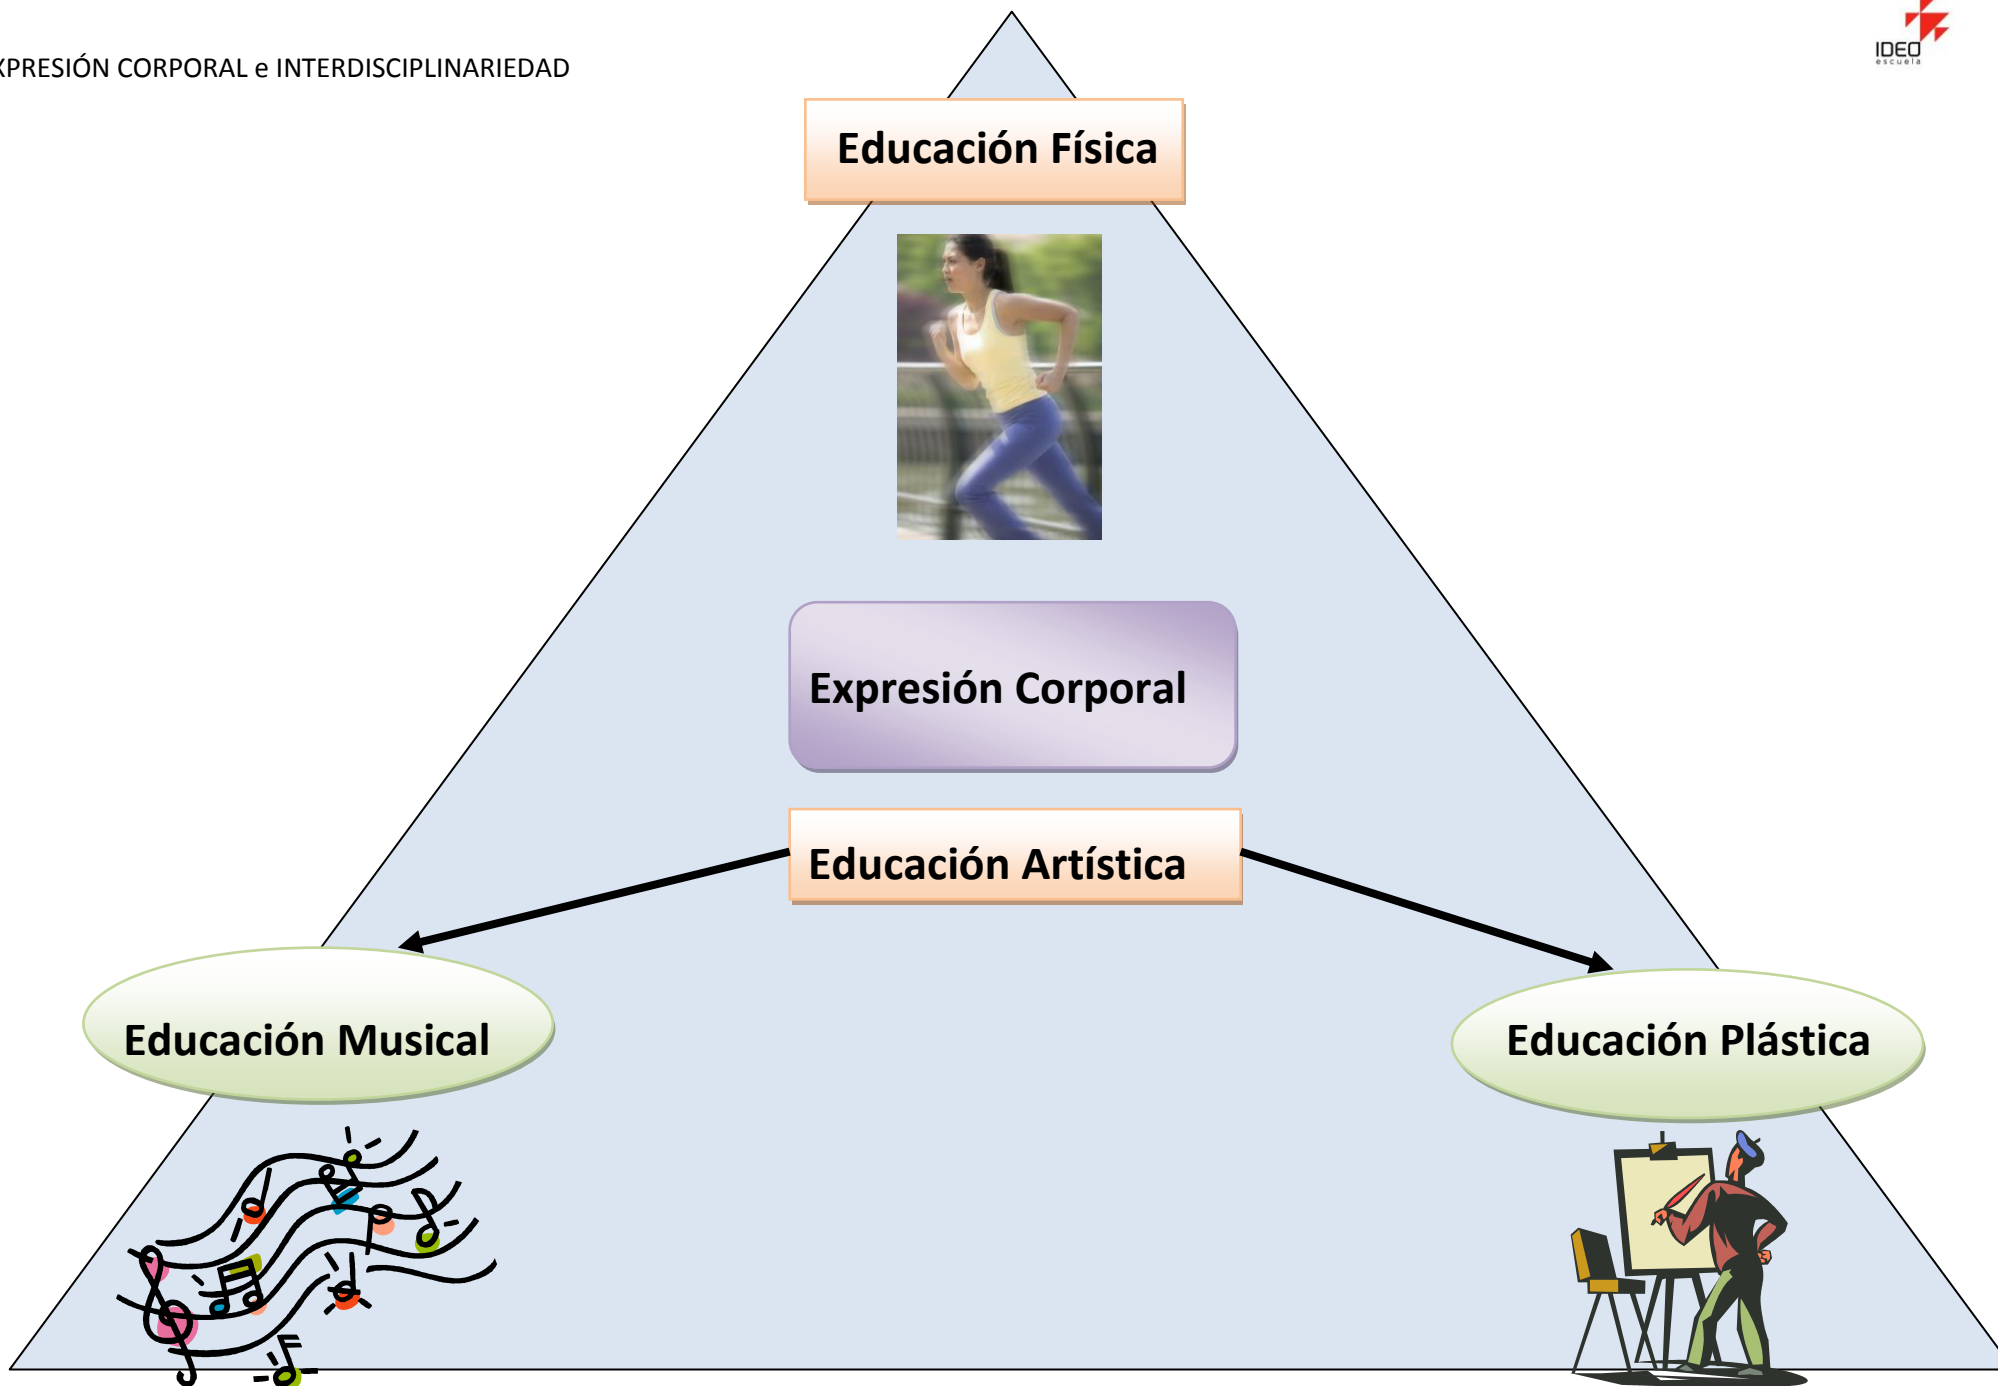 XPRESIÓN CORPORAL e INTERDISCIPLINARIEDAD
IDEO
escuela
Educación Física
Expresión Corporal
Educación Artística
Educación Musical
Educación Plástica